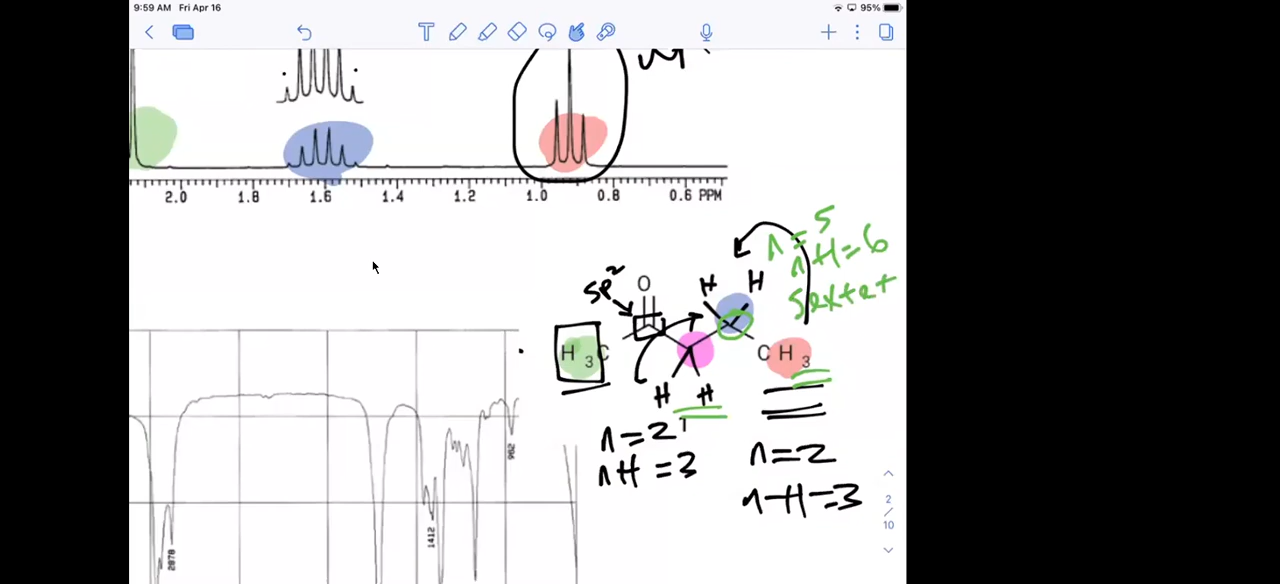 9:59 AM Fri Apr 16
95%
T
2.0 1.8 1.6 1.4 1.2 1.0 0.8 0.6 PPM
n=5
nH=6
Sextet
SP²
O
H H
H3C
CH3
H H
n=2
nH=3
n=2
n-H=3
2
/
10
962
1412
2878